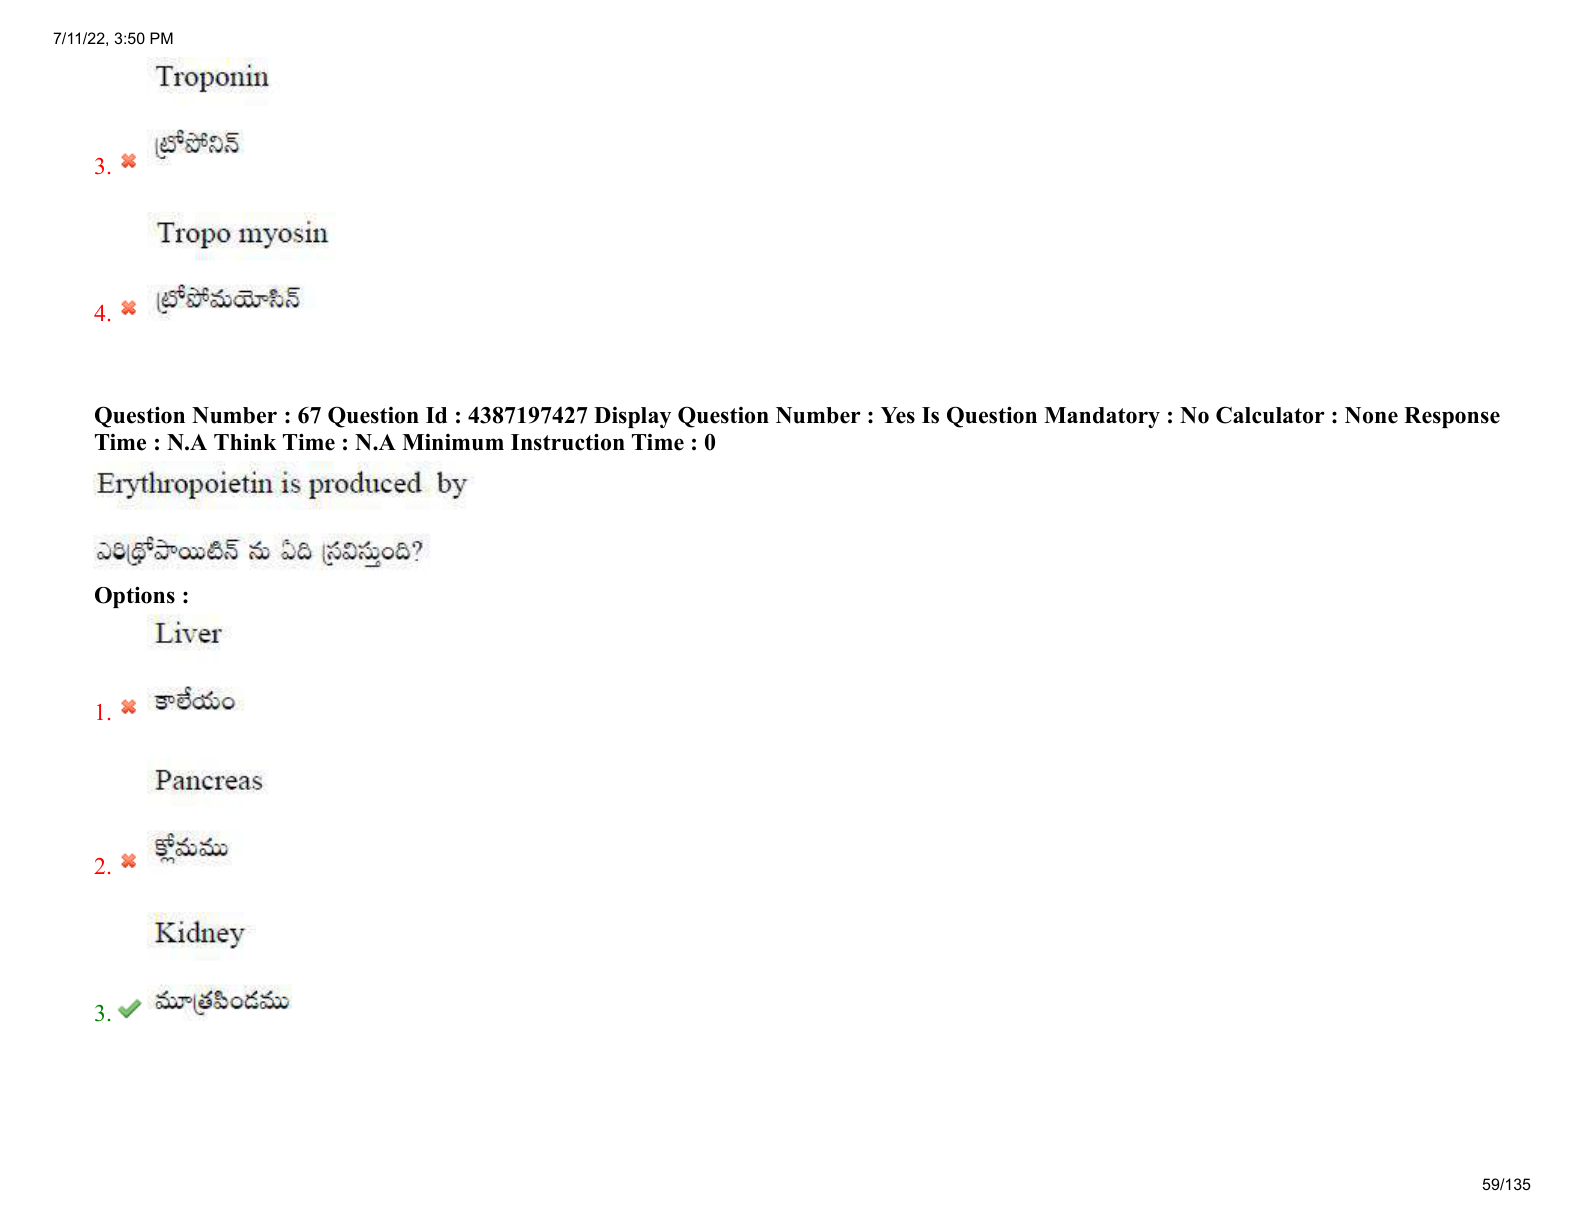 7/11/22, 3:50 PM
Troponin
ట్రోపోనిన్
3.
Tropo myosin
ట్రోపోమయోసిన్
4.
Question Number : 67 Question Id : 4387197427 Display Question Number : Yes Is Question Mandatory : No Calculator : None Response
Time : N.A Think Time : N.A Minimum Instruction Time : 0
Erythropoietin is produced by
ఎరిథ్రోపాయిటిన్ ను ఏది స్రవిస్తుంది?
Options :
Liver
కాలేయం
1.
Pancreas
క్లోమము
2.
Kidney
మూత్రపిండము
3.
59/135